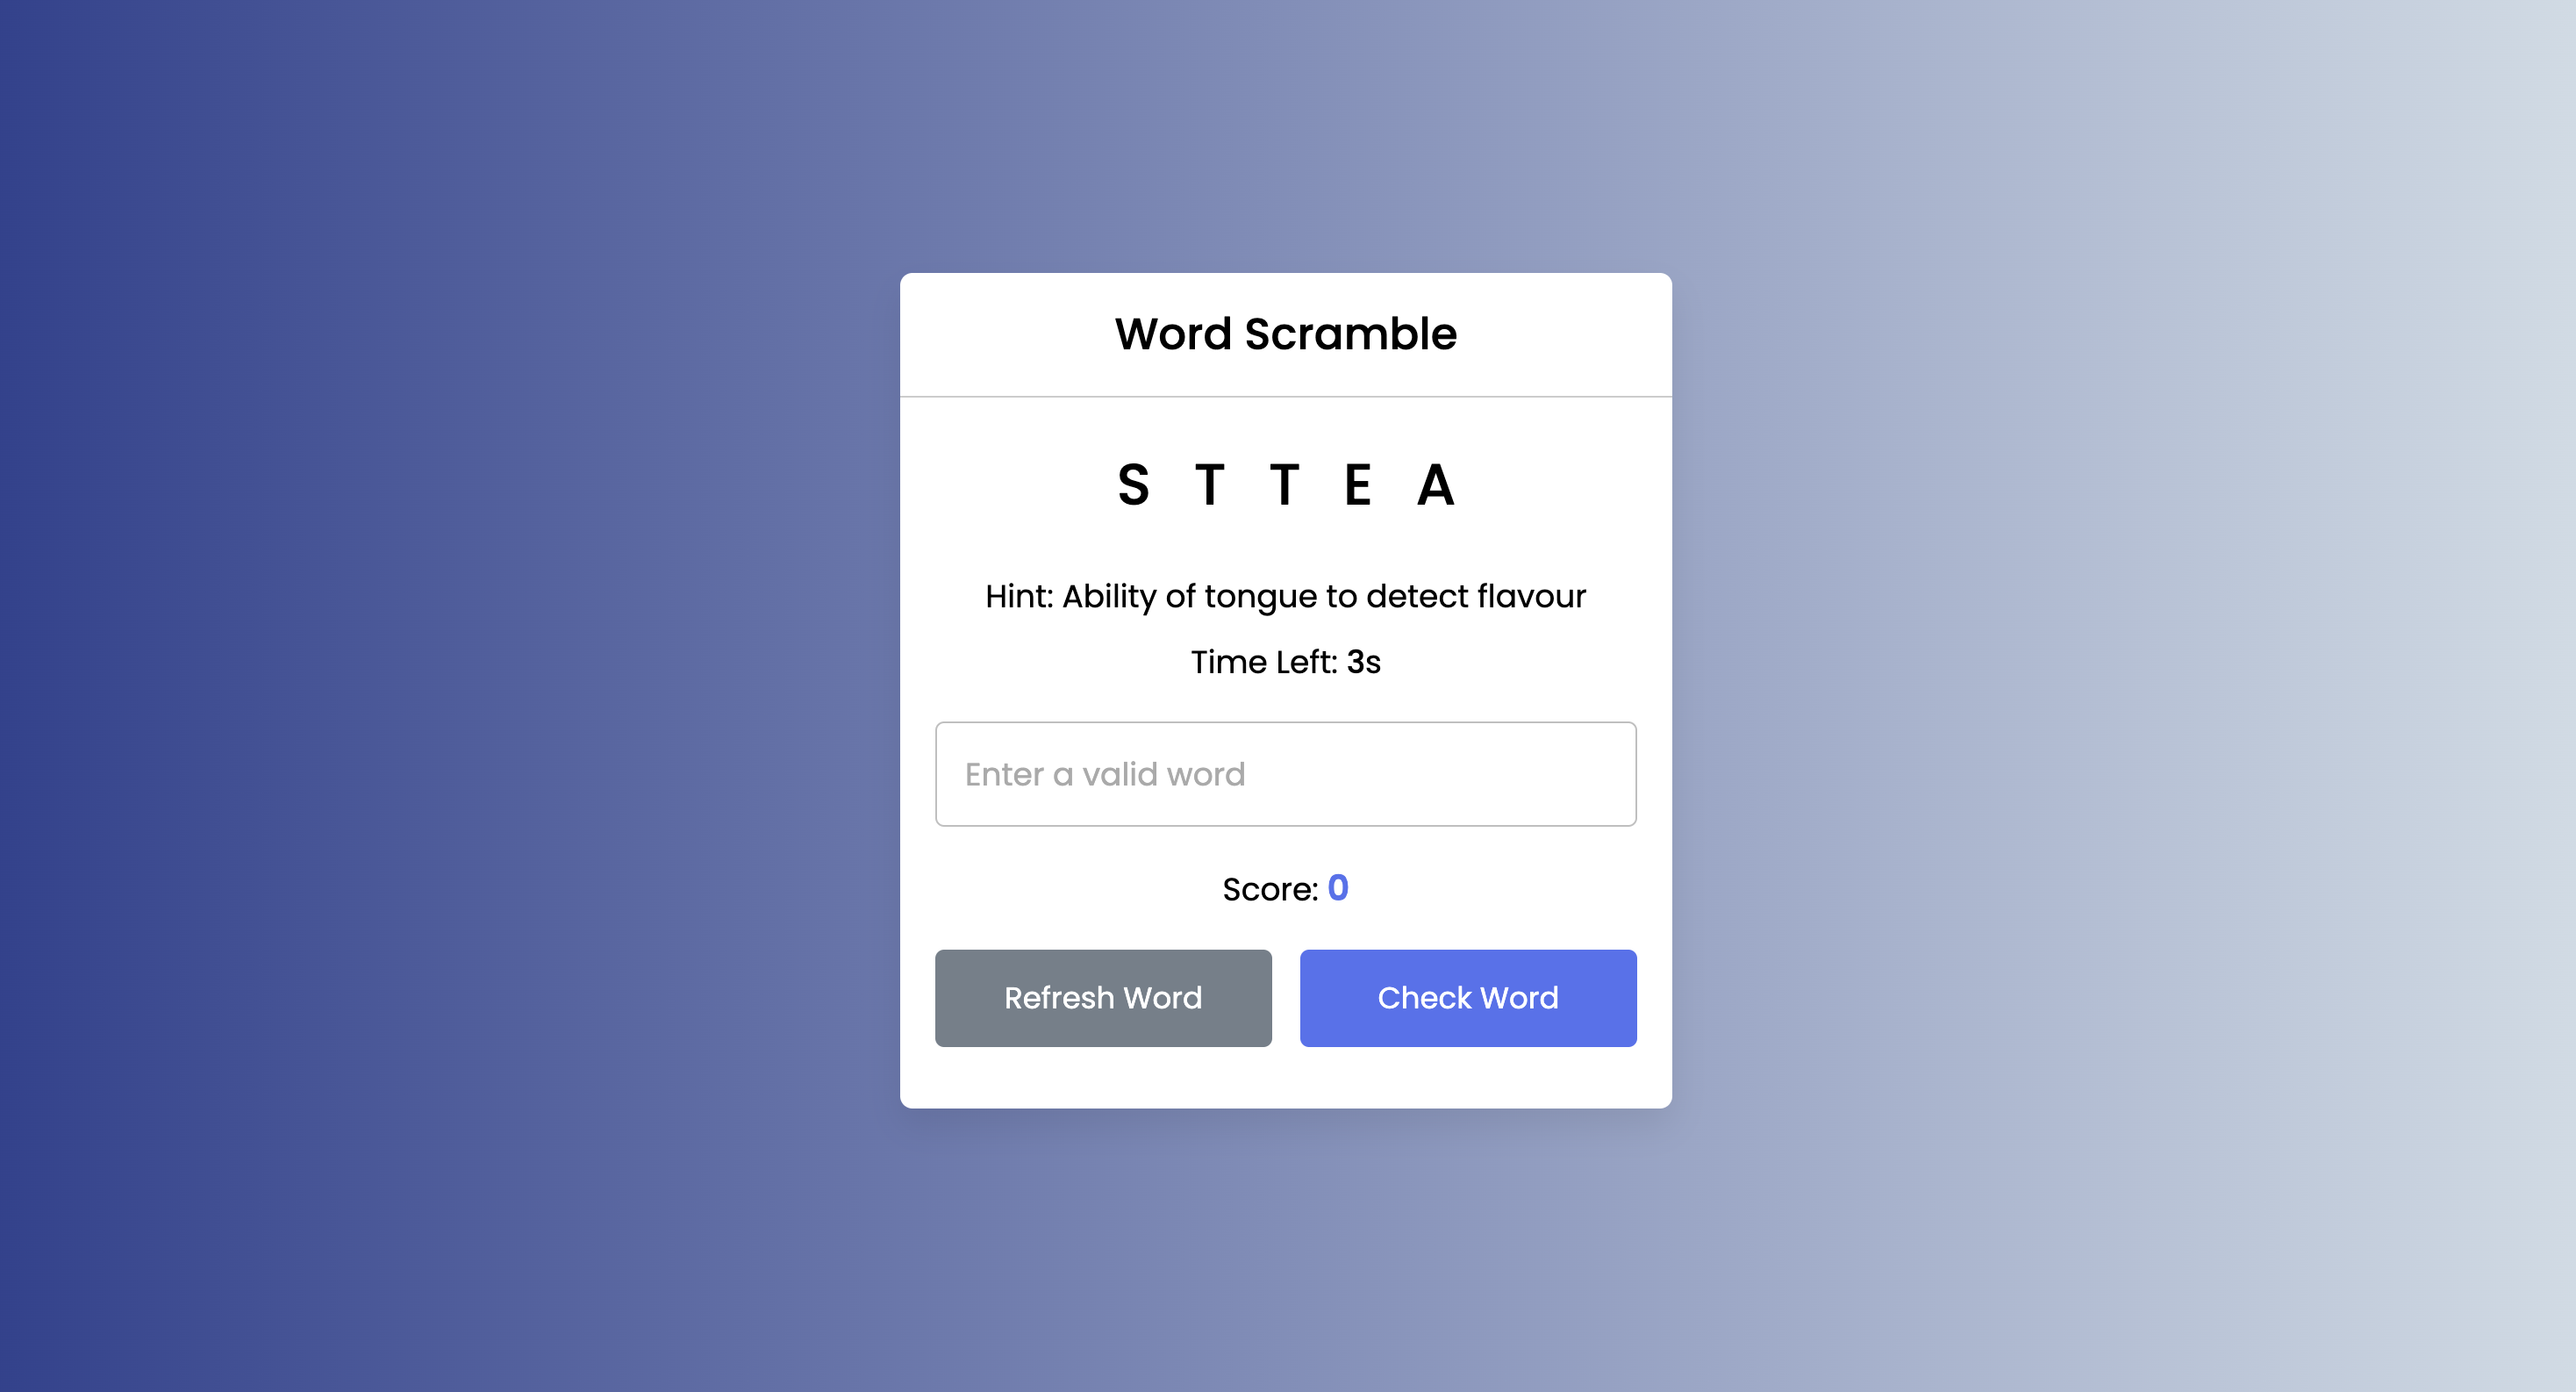 Word Scramble
S T T E A
Hint: Ability of tongue to detect flavour
Time Left: 3s
Enter a valid word
Score: 0
Refresh Word Check Word